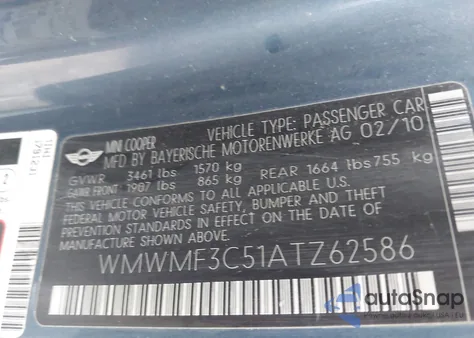 MINI COOPER VEHICLE TYPE: PASSENGER CAR
MFD BY BAYERISCHE MOTORENWERKE AG 02/10
GVWR 3461 lbs 1570 kg
GAWR FRONT 1907 lbs 865 kg REAR 1664 lbs 755 kg
THIS VEHICLE CONFORMS TO ALL APPLICABLE U.S.
FEDERAL MOTOR VEHICLE SAFETY, BUMPER AND
THEFT PREVENTION STANDARDS IN EFFECT ON THE
DATE OF MANUFACTURE SHOWN ABOVE.
WMWMF3C51ATZ62586
autoSnap